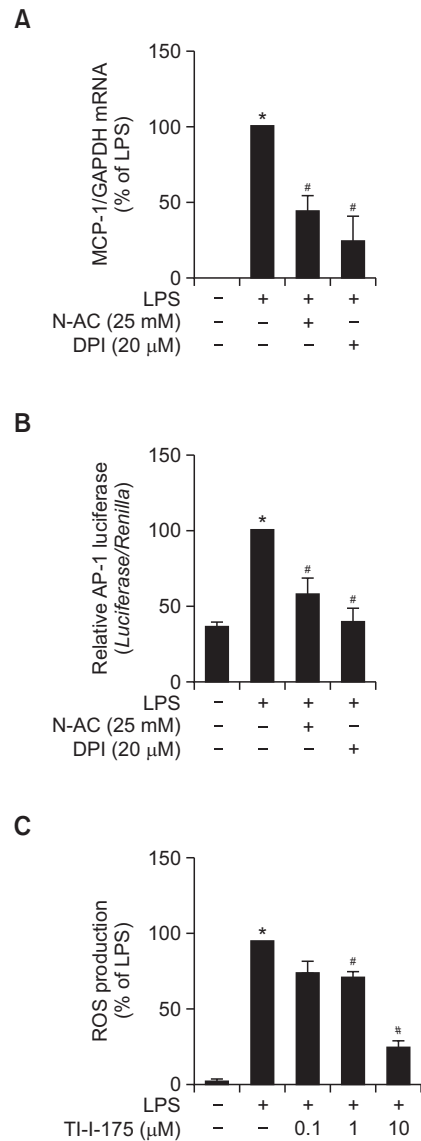 A
MCP-1/GAPDH mRNA
(% of LPS)
150
100
50
0
*
#
#
LPS – + + +
N-AC (25 mM) – – + –
DPI (20 μM) – – – +
B
Relative AP-1 luciferase
(Luciferase/Renilla)
150
100
50
0
*
#
#
LPS – + + +
N-AC (25 mM) – – + –
DPI (20 μM) – – – +
C
ROS production
(% of LPS)
150
100
50
0
*
#
#
LPS – + + + +
TI-I-175 (μM) – – 0.1 1 10